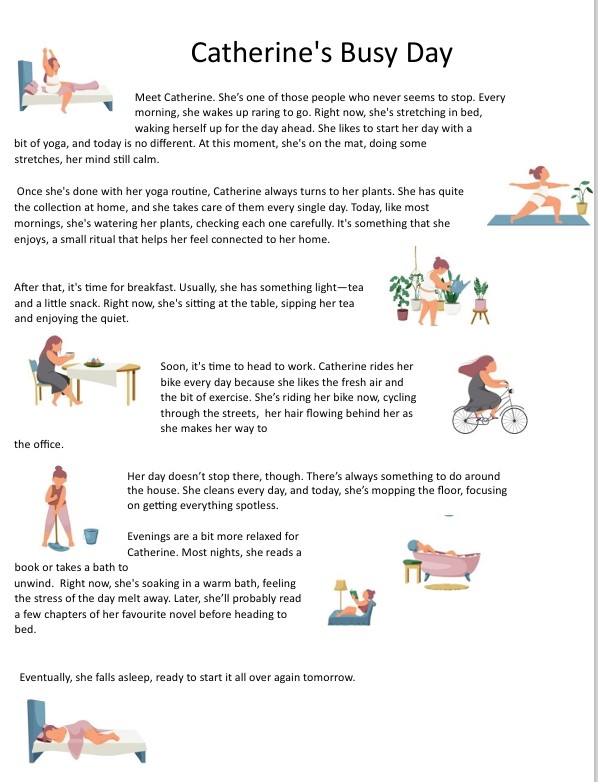 Catherine's Busy Day
Meet Catherine. She's one of those people who never seems to stop. Every
morning, she wakes up raring to go. Right now, she's stretching in bed,
waking herself up for the day ahead. She likes to start her day with a
bit of yoga, and today is no different. At this moment, she's on the mat, doing some
stretches, her mind still calm.
Once she's done with her yoga routine, Catherine always turns to her plants. She has quite
the collection at home, and she takes care of them every single day. Today, like most
mornings, she's watering her plants, checking each one carefully. It's something that she
enjoys, a small ritual that helps her feel connected to her home.
After that, it's time for breakfast. Usually, she has something light—tea
and a little snack. Right now, she's sitting at the table, sipping her tea
and enjoying the quiet.
Soon, it's time to head to work. Catherine rides her
bike every day because she likes the fresh air and
the bit of exercise. She's riding her bike now, cycling
through the streets, her hair flowing behind her as
she makes her way to
the office.
Her day doesn't stop there, though. There's always something to do around
the house. She cleans every day, and today, she's mopping the floor, focusing
on getting everything spotless.
Evenings are a bit more relaxed for
Catherine. Most nights, she reads a
book or takes a bath to
unwind. Right now, she's soaking in a warm bath, feeling
the stress of the day melt away. Later, she'll probably read
a few chapters of her favourite novel before heading to
bed.
Eventually, she falls asleep, ready to start it all over again tomorrow.